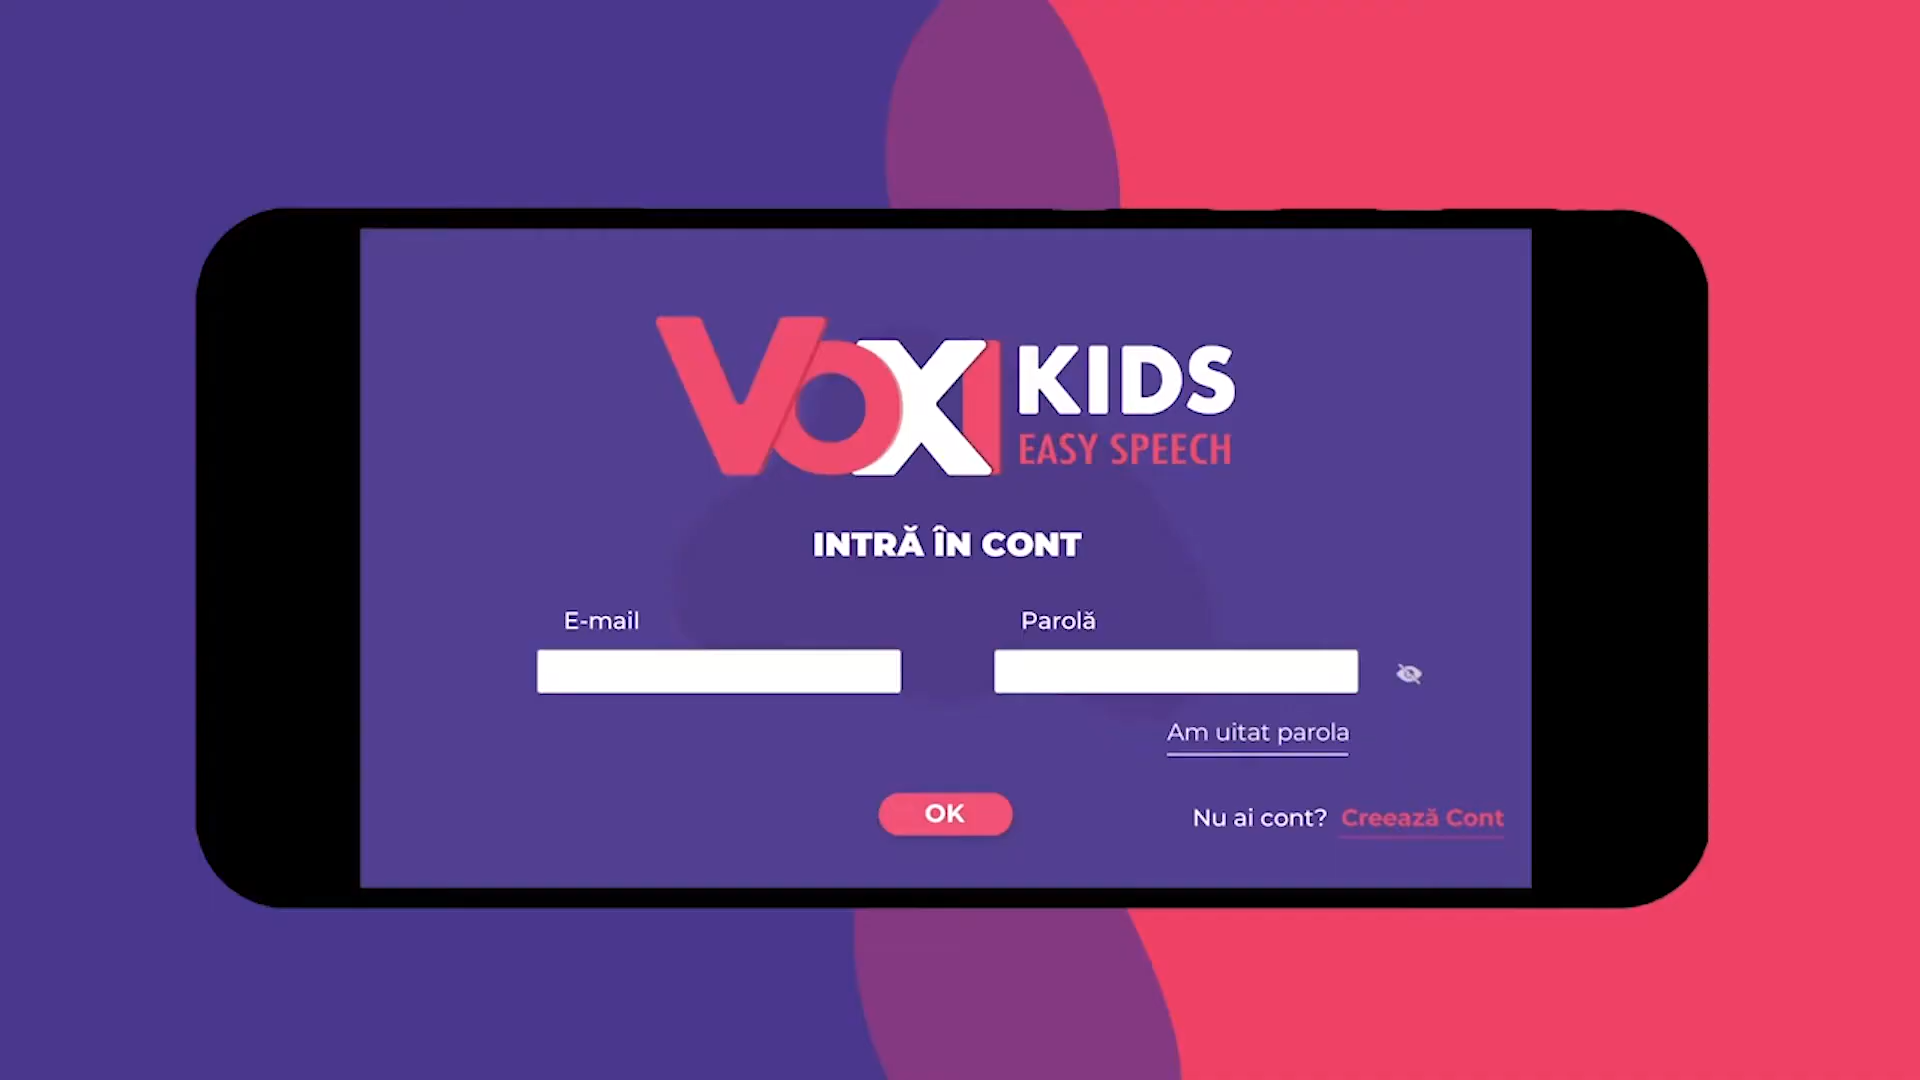 VOXI KIDS
EASY SPEECH
INTRĂ ÎN CONT
E-mail
Parolă
Am uitat parola
OK
Nu ai cont? Creează Cont